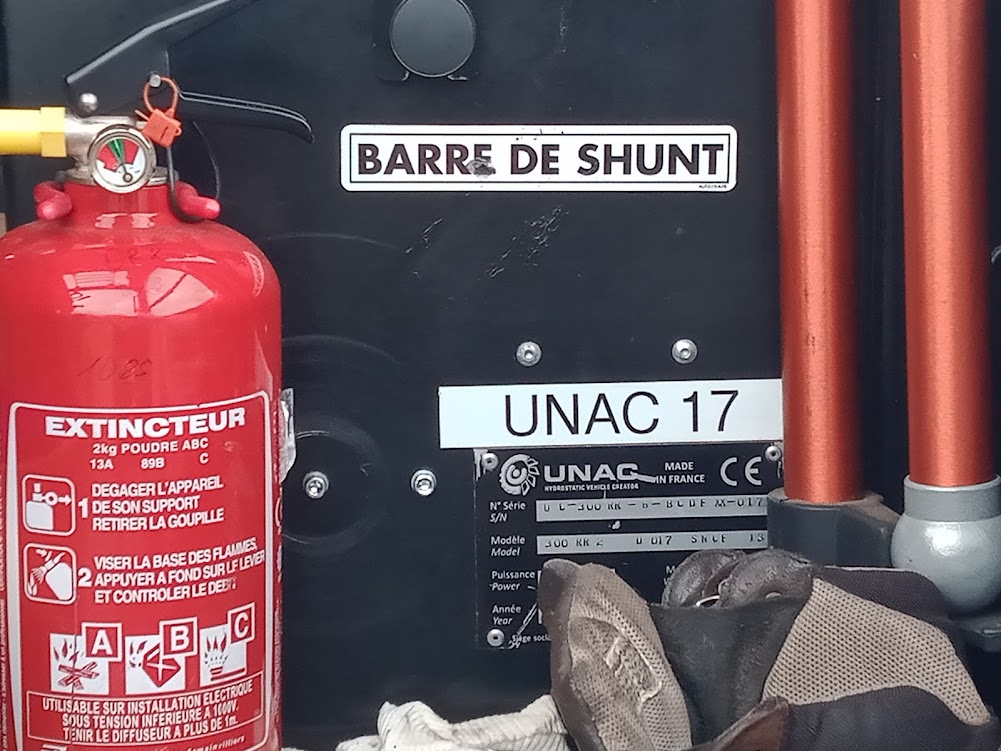 BARRE DE SHUNT
UNAC 17
UNAC
HYDROSTATIC VEHICLE CREATOR
MADE
IN FRANCE
CE
N° Série
S/N
Modèle
Model
300 RR 2 U 017 SNCF 13
Puissance
Power
Année
Year
Siège
EXTINCTEUR
2kg POUDRE ABC
13A 89B C
1 DEGAGER L'APPAREIL
DE SON SUPPORT
RETIRER LA GOUPILLE
2 VISER LA BASE DES FLAMMES,
APPUYER A FOND SUR LE LEVIER
ET CONTROLER LE DEBIT
A B C
UTILISABLE SUR INSTALLATION ELECTRIQUE
SOUS TENSION INFERIEURE A 1000V.
TENIR LE DIFFUSEUR A PLUS DE 1m.